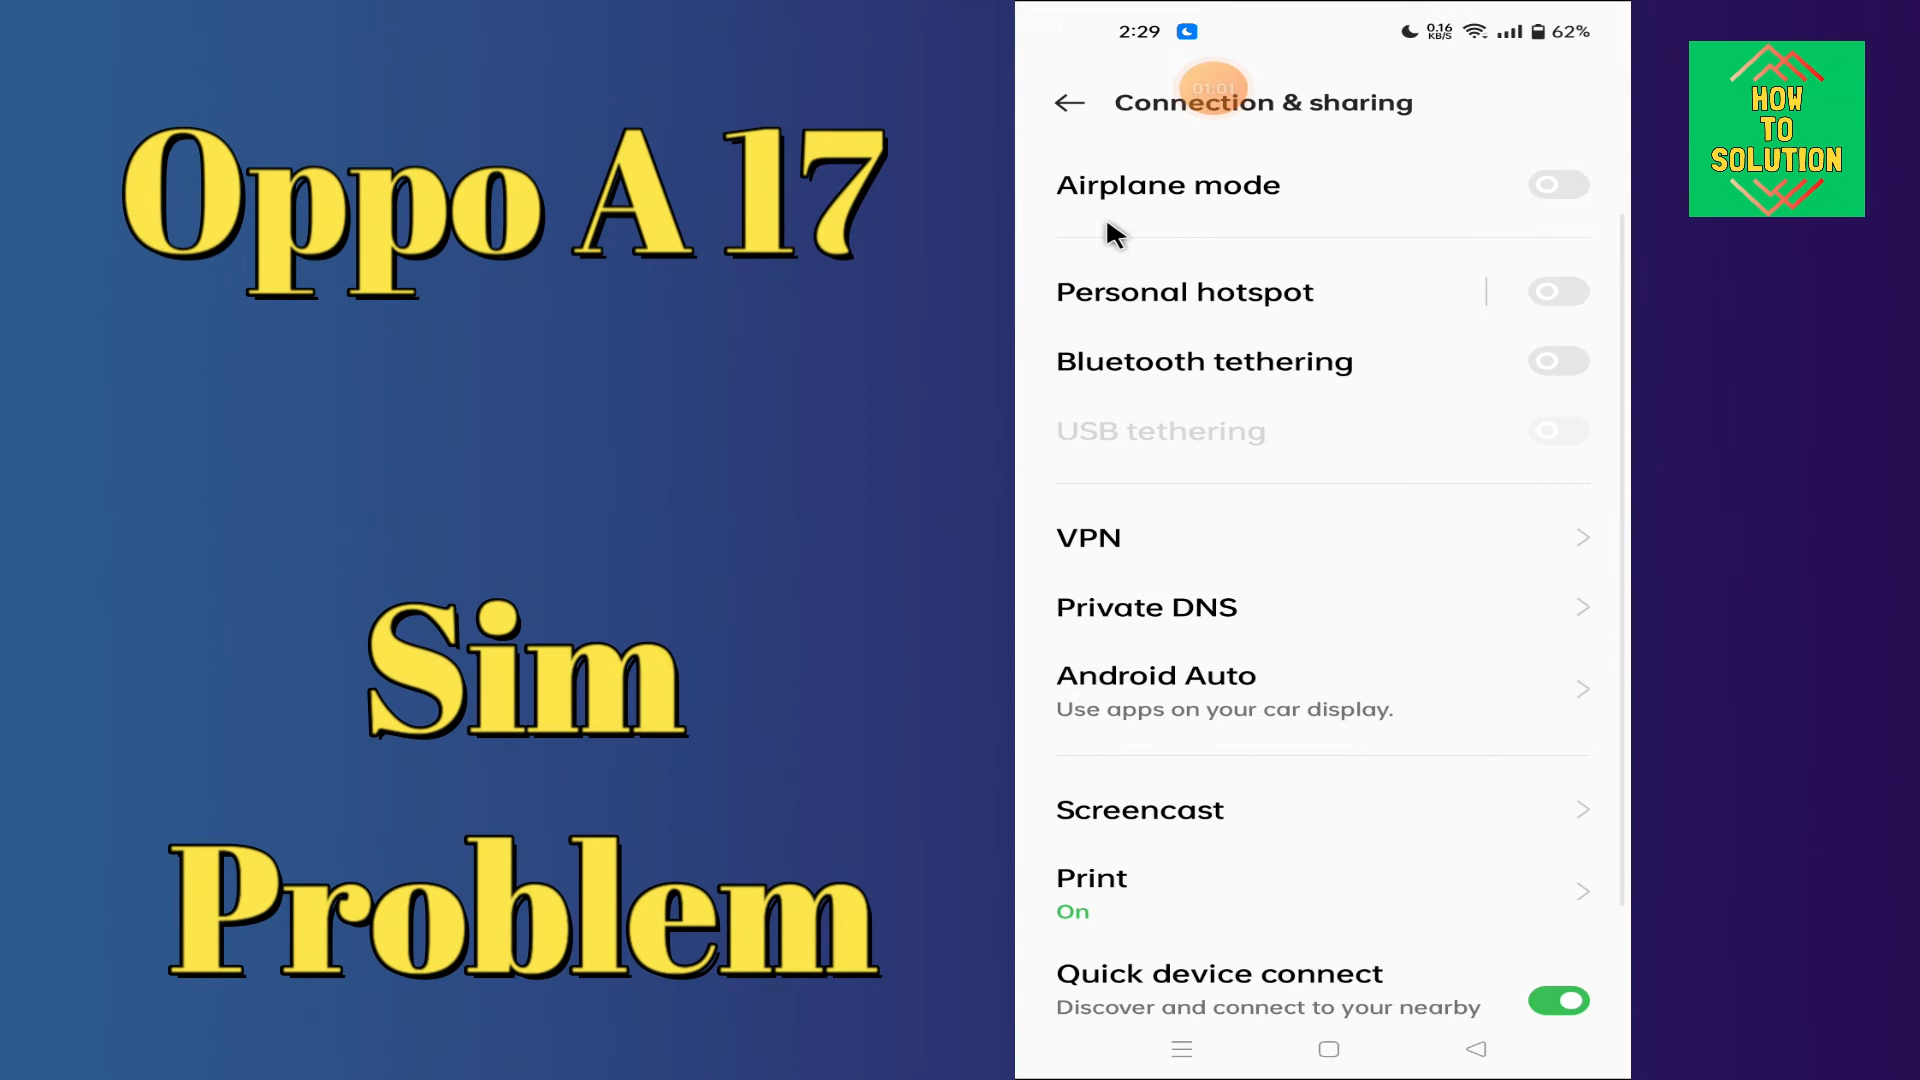 Oppo A 17
Sim
Problem
2:29
0.16
KB/S
62%
01:01
Connection & sharing
Airplane mode
Personal hotspot
Bluetooth tethering
USB tethering
VPN
Private DNS
Android Auto
Use apps on your car display.
Screencast
Print
On
Quick device connect
Discover and connect to your nearby
HOW
TO
SOLUTION